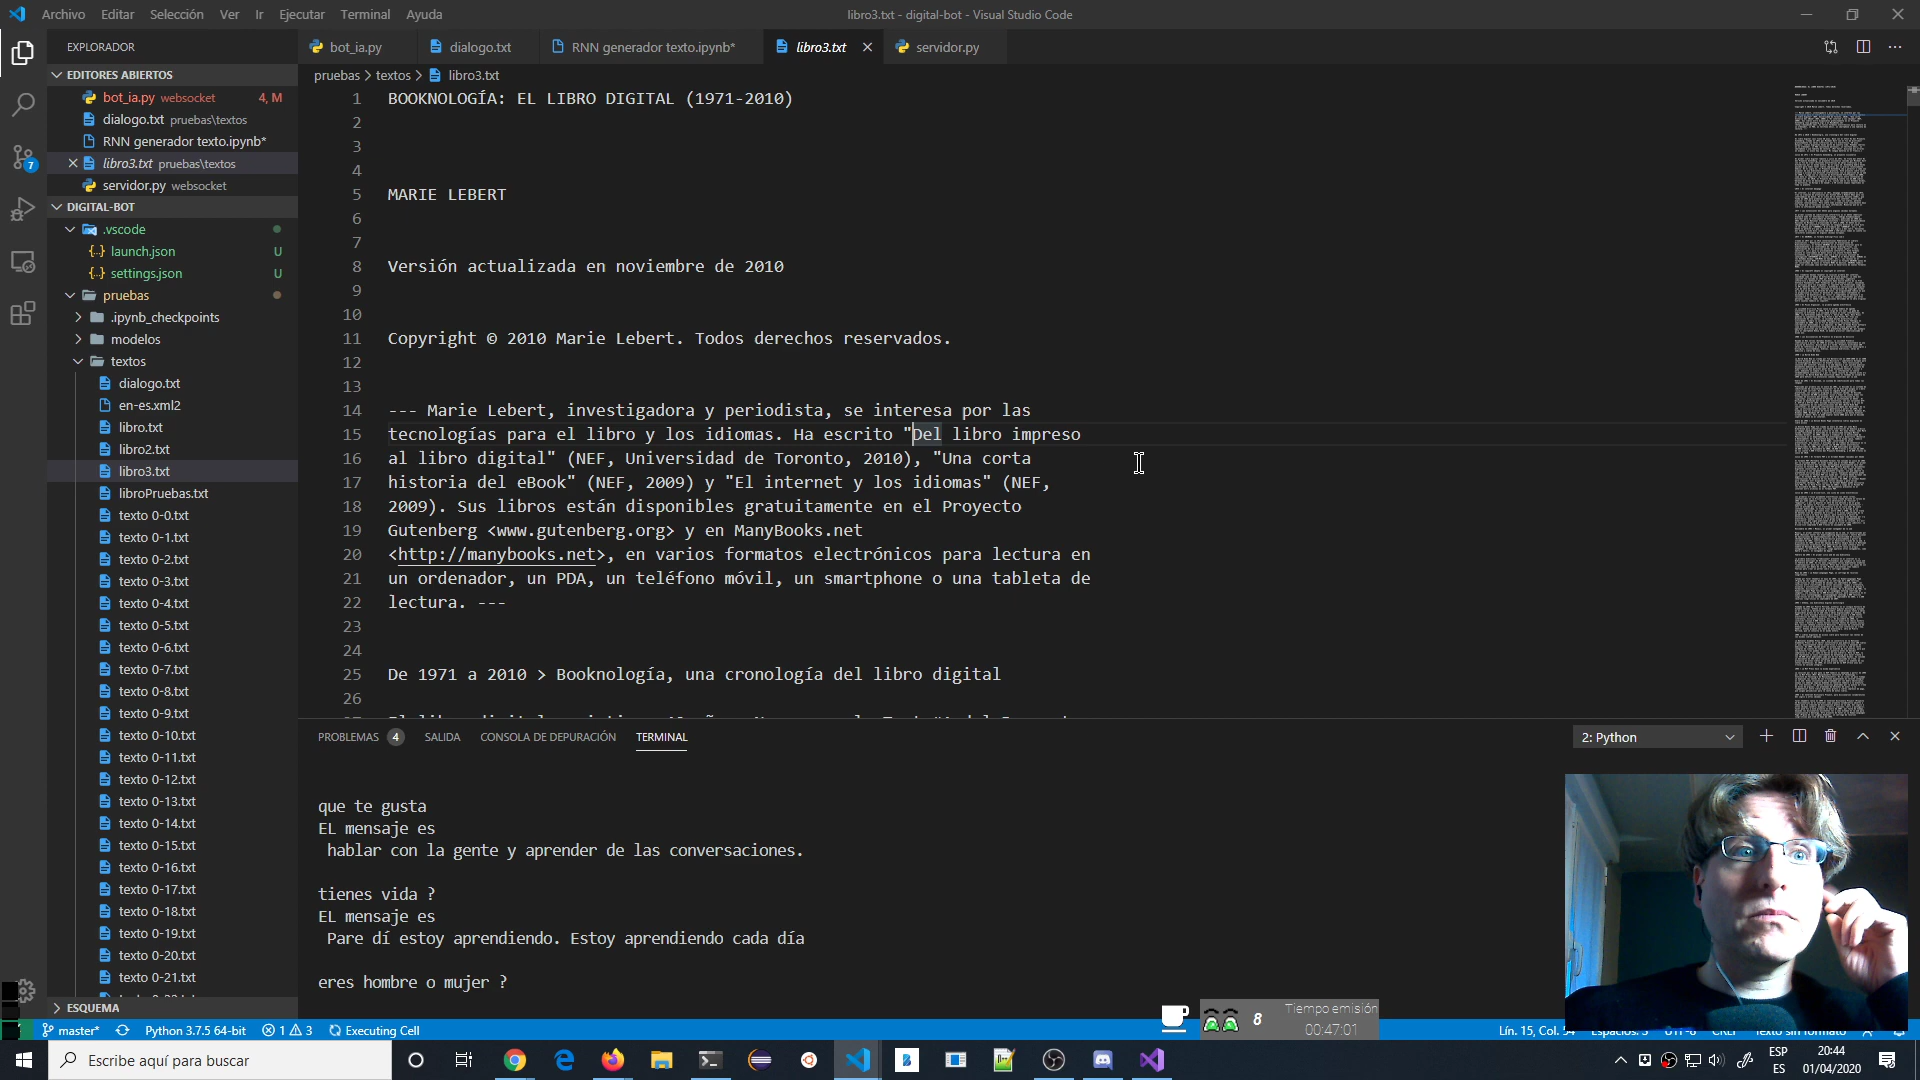 Archivo Editar Selección Ver Ir Ejecutar Terminal Ayuda
libro3.txt - digital-bot - Visual Studio Code
EXPLORADOR
bot_ia.py
dialogo.txt
RNN generador texto.ipynb*
libro3.txt
servidor.py
EDITORES ABIERTOS
bot_ia.py websocket 4, M
dialogo.txt pruebas\textos
RNN generador texto.ipynb*
libro3.txt pruebas\textos
servidor.py websocket
DIGITAL-BOT
.vscode
launch.json U
settings.json U
pruebas
.ipynb_checkpoints
modelos
textos
dialogo.txt
en-es.xml2
libro.txt
libro2.txt
libro3.txt
libroPruebas.txt
texto 0-0.txt
texto 0-1.txt
texto 0-2.txt
texto 0-3.txt
texto 0-4.txt
texto 0-5.txt
texto 0-6.txt
texto 0-7.txt
texto 0-8.txt
texto 0-9.txt
texto 0-10.txt
texto 0-11.txt
texto 0-12.txt
texto 0-13.txt
texto 0-14.txt
texto 0-15.txt
texto 0-16.txt
texto 0-17.txt
texto 0-18.txt
texto 0-19.txt
texto 0-20.txt
texto 0-21.txt
ESQUEMA
7
pruebas > textos > libro3.txt
1 BOOKNOLOGÍA: EL LIBRO DIGITAL (1971-2010)
2
3
4
5 MARIE LEBERT
6
7
8 Versión actualizada en noviembre de 2010
9
10
11 Copyright © 2010 Marie Lebert. Todos derechos reservados.
12
13
14 --- Marie Lebert, investigadora y periodista, se interesa por las
15 tecnologías para el libro y los idiomas. Ha escrito "Del libro impreso
16 al libro digital" (NEF, Universidad de Toronto, 2010), "Una corta
17 historia del eBook" (NEF, 2009) y "El internet y los idiomas" (NEF,
18 2009). Sus libros están disponibles gratuitamente en el Proyecto
19 Gutenberg <www.gutenberg.org> y en ManyBooks.net
20 <http://manybooks.net>, en varios formatos electrónicos para lectura en
21 un ordenador, un PDA, un teléfono móvil, un smartphone o una tableta de
22 lectura. ---
23
24
25 De 1971 a 2010 > Booknología, una cronología del libro digital
26
PROBLEMAS 4 SALIDA CONSOLA DE DEPURACIÓN TERMINAL
2: Python
que te gusta
EL mensaje es
hablar con la gente y aprender de las conversaciones.
tienes vida ?
EL mensaje es
Pare dí estoy aprendiendo. Estoy aprendiendo cada día
eres hombre o mujer ?
8 Tiempo emisión
00:47:01
master* Python 3.7.5 64-bit 1 3 Executing Cell
Lín. 15, Col.
Escribe aquí para buscar
ESP
ES
20:44
01/04/2020